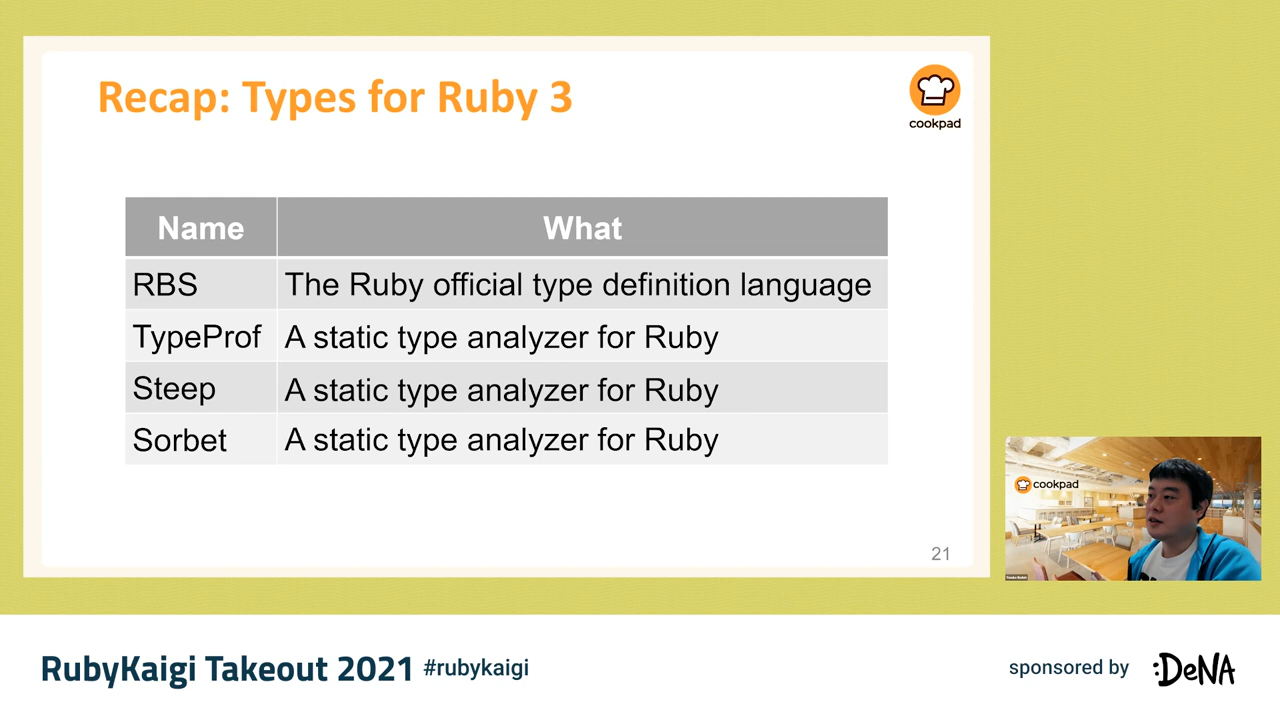 Recap: Types for Ruby 3
cookpad
Name What
RBS The Ruby official type definition language
TypeProf A static type analyzer for Ruby
Steep A static type analyzer for Ruby
Sorbet A static type analyzer for Ruby
21
cookpad
RubyKaigi Takeout 2021 #rubykaigi
sponsored by :DeNA